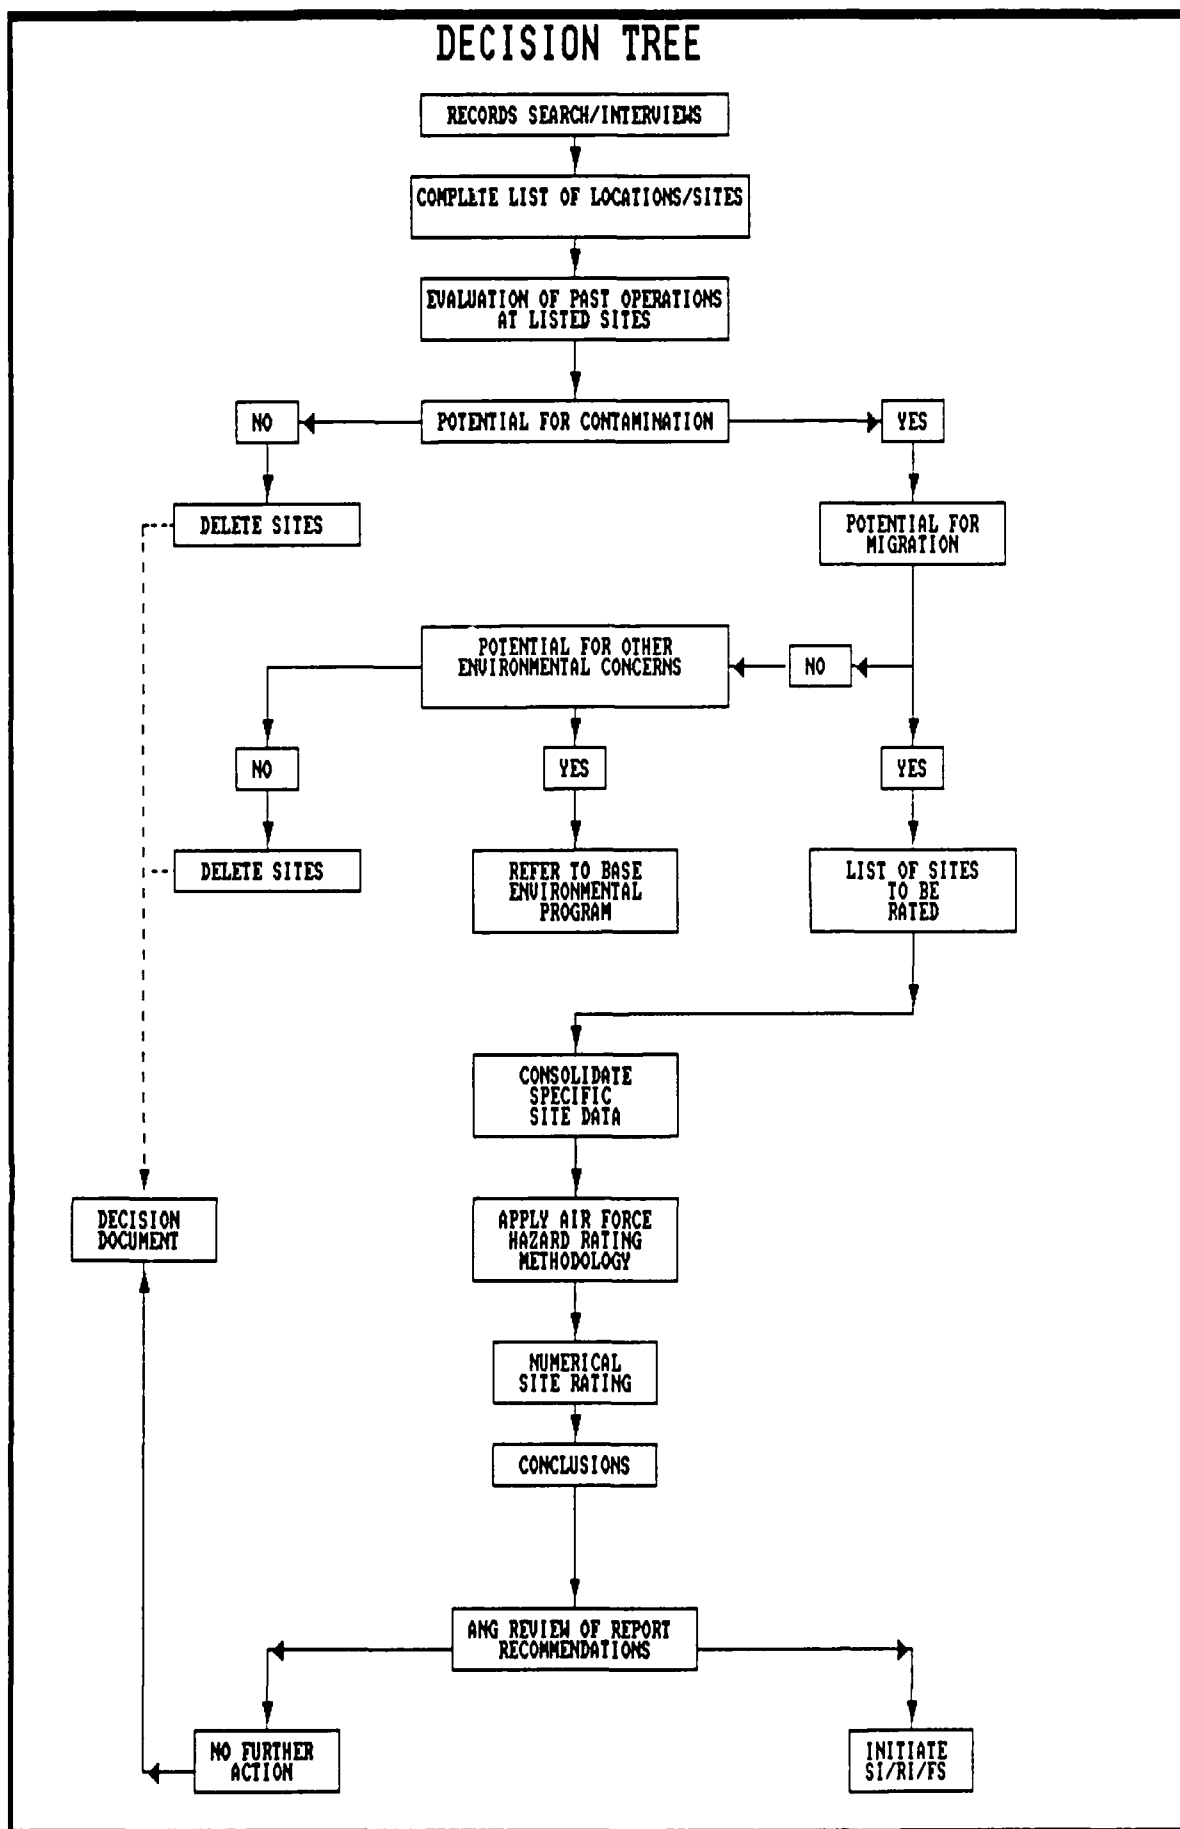 DECISION TREE
RECORDS SEARCH/INTERVIEWS
COMPLETE LIST OF LOCATIONS/SITES
EVALUATION OF PAST OPERATIONS
AT LISTED SITES
NO
POTENTIAL FOR CONTAMINATION
YES
DELETE SITES
POTENTIAL FOR
MIGRATION
POTENTIAL FOR OTHER
ENVIRONMENTAL CONCERNS
NO
NO
YES
YES
DELETE SITES
REFER TO BASE
ENVIRONMENTAL
PROGRAM
LIST OF SITES
TO BE
RATED
CONSOLIDATE
SPECIFIC
SITE DATA
DECISION
DOCUMENT
APPLY AIR FORCE
HAZARD RATING
METHODOLOGY
NUMERICAL
SITE RATING
CONCLUSIONS
ANG REVIEW OF REPORT
RECOMMENDATIONS
NO FURTHER
ACTION
INITIATE
SI/RI/FS